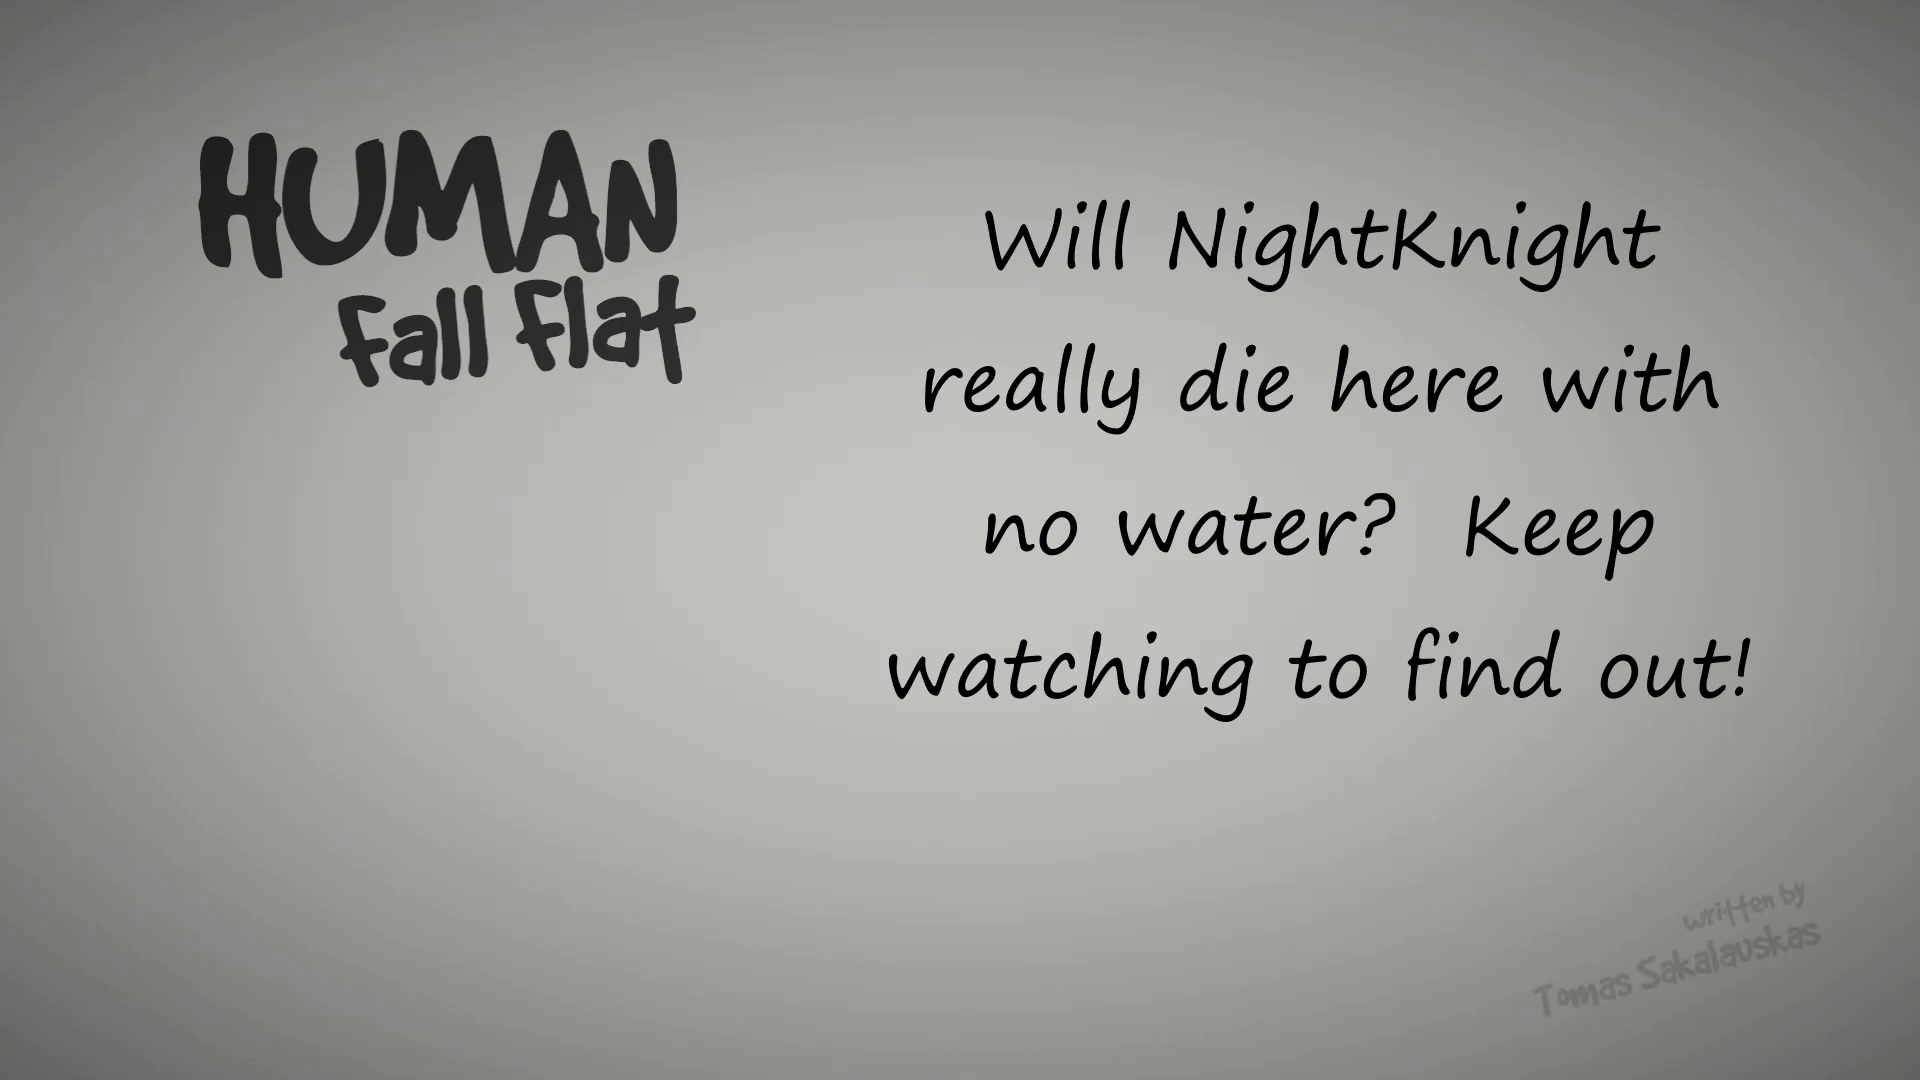 HUMAN
fall flat
Will NightKnight
really die here with
no water?  Keep
watching to find out!
written by
Tomas Sakalauskas